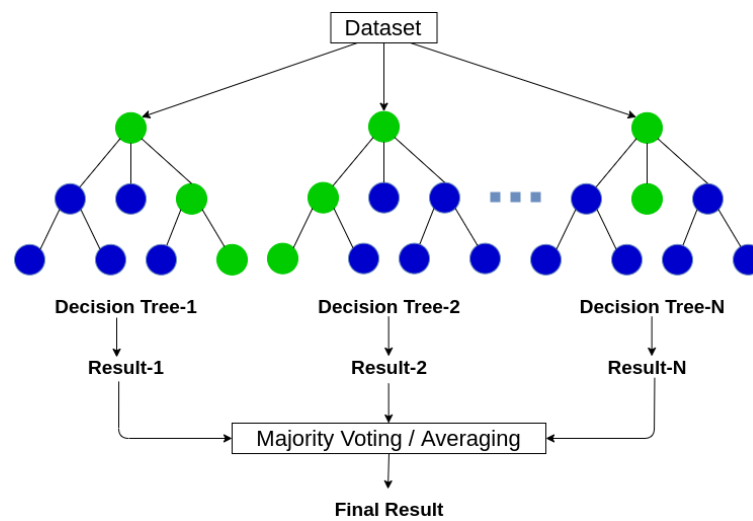 Dataset
Decision Tree-1
Decision Tree-2
Decision Tree-N
Result-1
Result-2
Result-N
Majority Voting / Averaging
Final Result